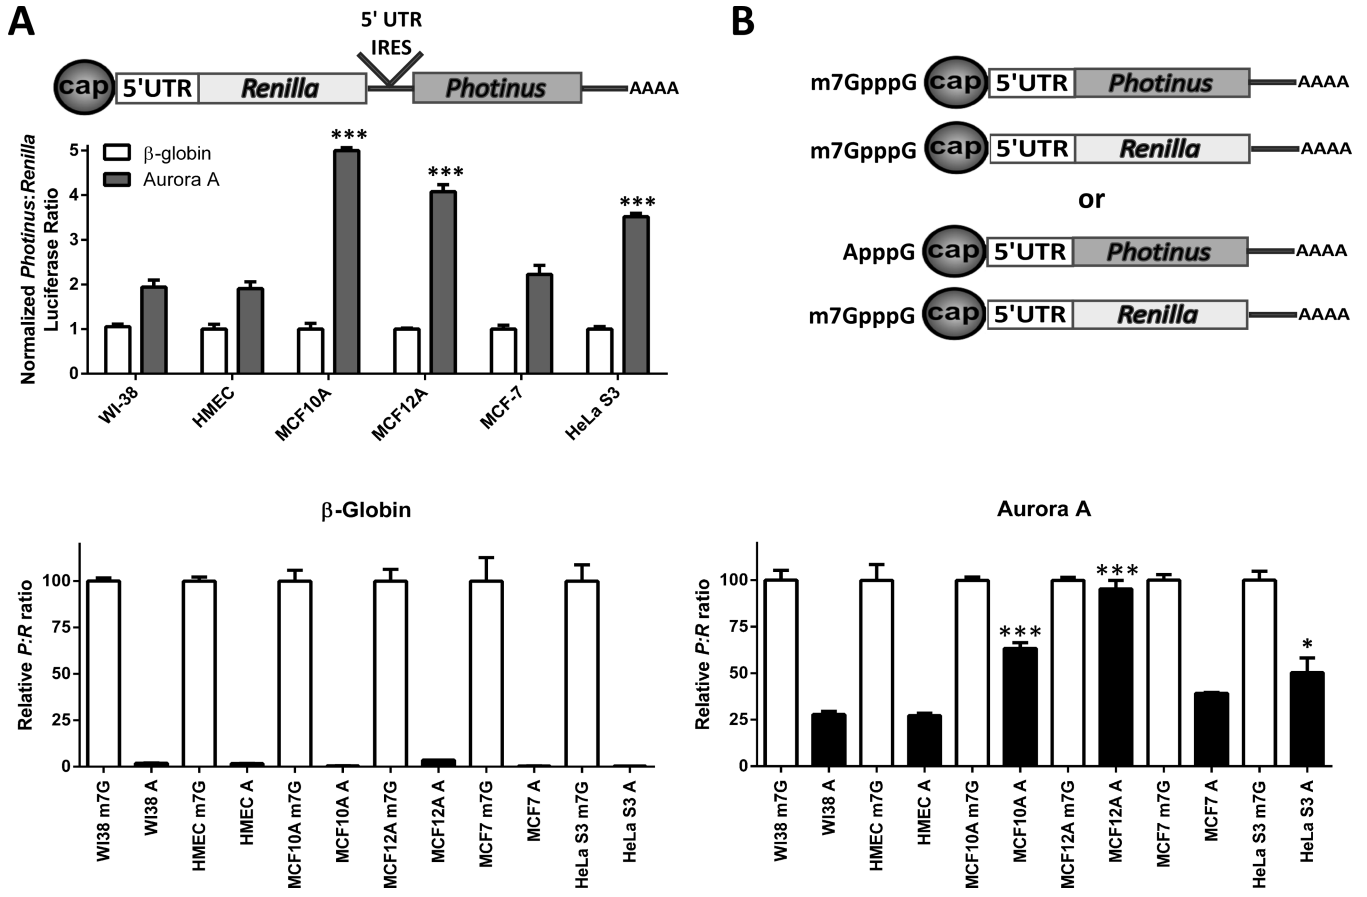 A
5' UTR
IRES
cap 5'UTR Renilla Photinus AAAA
Normalized Photinus:Renilla
Luciferase Ratio
5
4
3
2
1
0
β-globin
Aurora A
***
***
***
WI-38
HMEC
MCF10A
MCF12A
MCF-7
HeLa S3
B
m7GpppG cap 5'UTR Photinus AAAA
m7GpppG cap 5'UTR Renilla AAAA
or
ApppG cap 5'UTR Photinus AAAA
m7GpppG cap 5'UTR Renilla AAAA
β-Globin
Relative P:R ratio
100
75
50
25
0
WI38 m7G
WI38 A
HMEC m7G
HMEC A
MCF10A m7G
MCF10A A
MCF12A m7G
MCF12A A
MCF7 m7G
MCF7 A
HeLa S3 m7G
HeLa S3 A
Aurora A
Relative P:R ratio
100
75
50
25
0
***
***
*
WI38 m7G
WI38 A
HMEC m7G
HMEC A
MCF10A m7G
MCF10A A
MCF12A m7G
MCF12A A
MCF7 m7G
MCF7 A
HeLa S3 m7G
HeLa S3 A